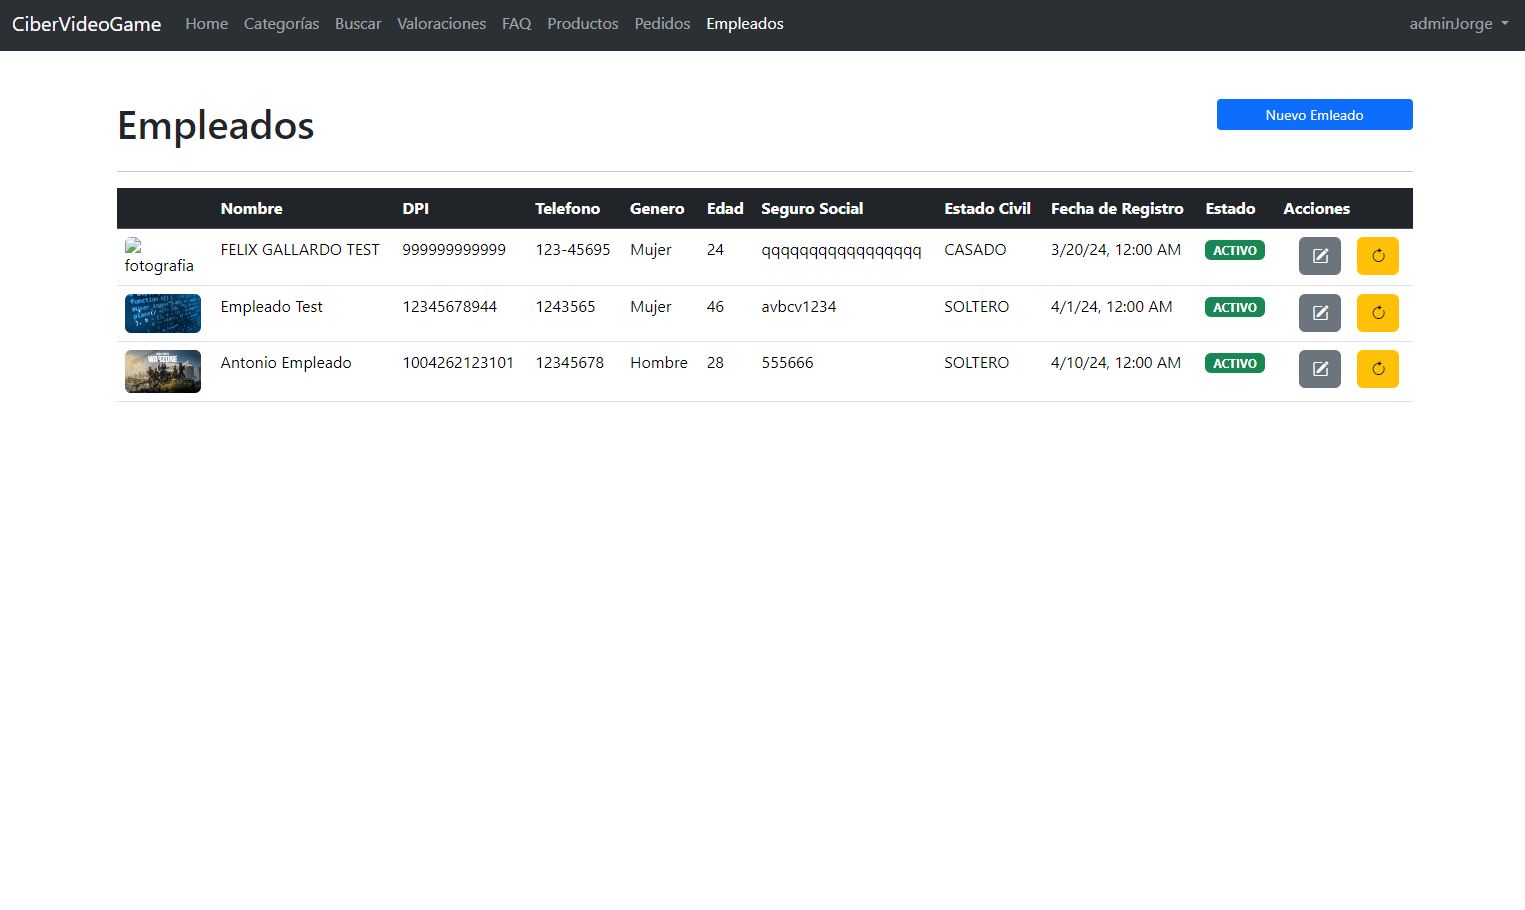 CiberVideoGame Home Categorías Buscar Valoraciones FAQ Productos Pedidos Empleados adminJorge
Empleados
Nuevo Emleado
Nombre DPI Telefono Genero Edad Seguro Social Estado Civil Fecha de Registro Estado Acciones
fotografia FELIX GALLARDO TEST 999999999999 123-45695 Mujer 24 qqqqqqqqqqqqqqqqq CASADO 3/20/24, 12:00 AM ACTIVO
Empleado Test 12345678944 1243565 Mujer 46 avbcv1234 SOLTERO 4/1/24, 12:00 AM ACTIVO
WARZONE Antonio Empleado 1004262123101 12345678 Hombre 28 555666 SOLTERO 4/10/24, 12:00 AM ACTIVO